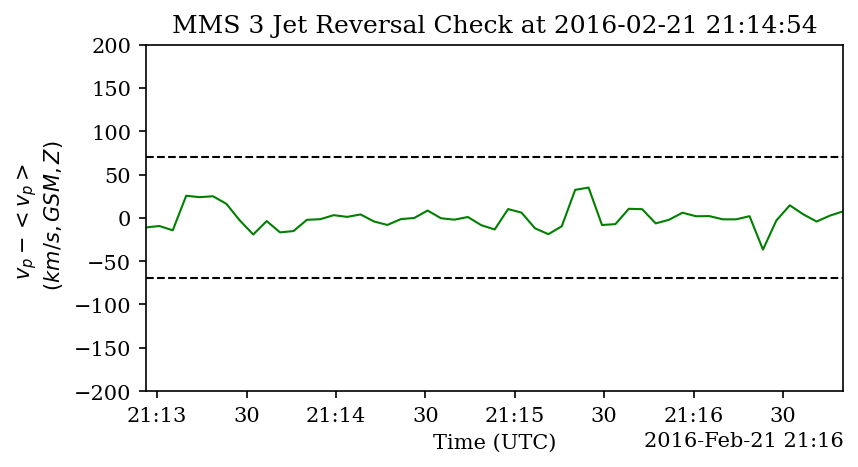 MMS 3 Jet Reversal Check at 2016-02-21 21:14:54
200
150
100
50
0
−50
−100
−150
−200
v_p − < v_p >
(km/s, GSM, Z)
21:13 30 21:14 30 21:15 30 21:16 30
Time (UTC) 2016-Feb-21 21:16